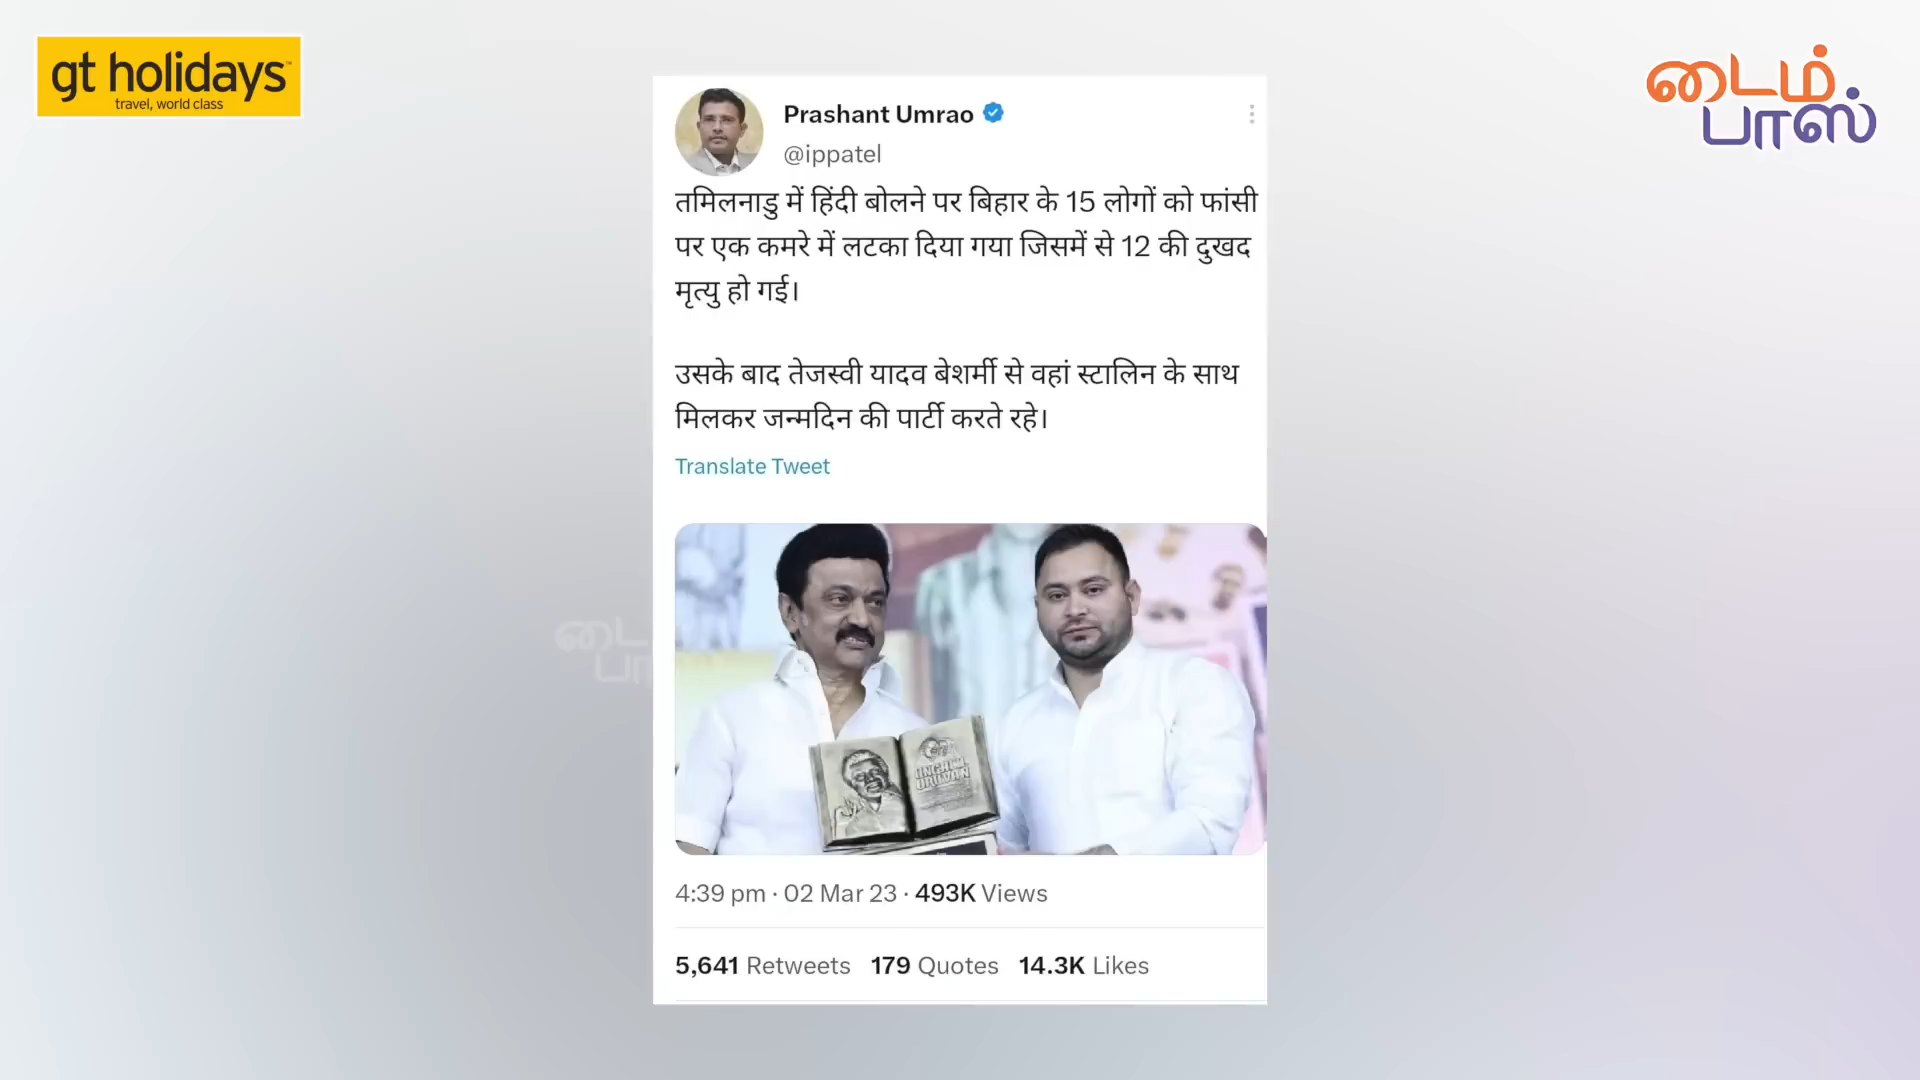 gt holidays
travel, world class
டைம்
பாஸ்
Prashant Umrao
@ippatel
तमिलनाडु में हिंदी बोलने पर बिहार के 15 लोगों को फांसी
पर एक कमरे में लटका दिया गया जिसमें से 12 की दुखद
मृत्यु हो गई।
उसके बाद तेजस्वी यादव बेशर्मी से वहां स्टालिन के साथ
मिलकर जन्मदिन की पार्टी करते रहे।
Translate Tweet
UNGALIL
ORUVAN
4:39 pm · 02 Mar 23 · 493K Views
5,641 Retweets 179 Quotes 14.3K Likes